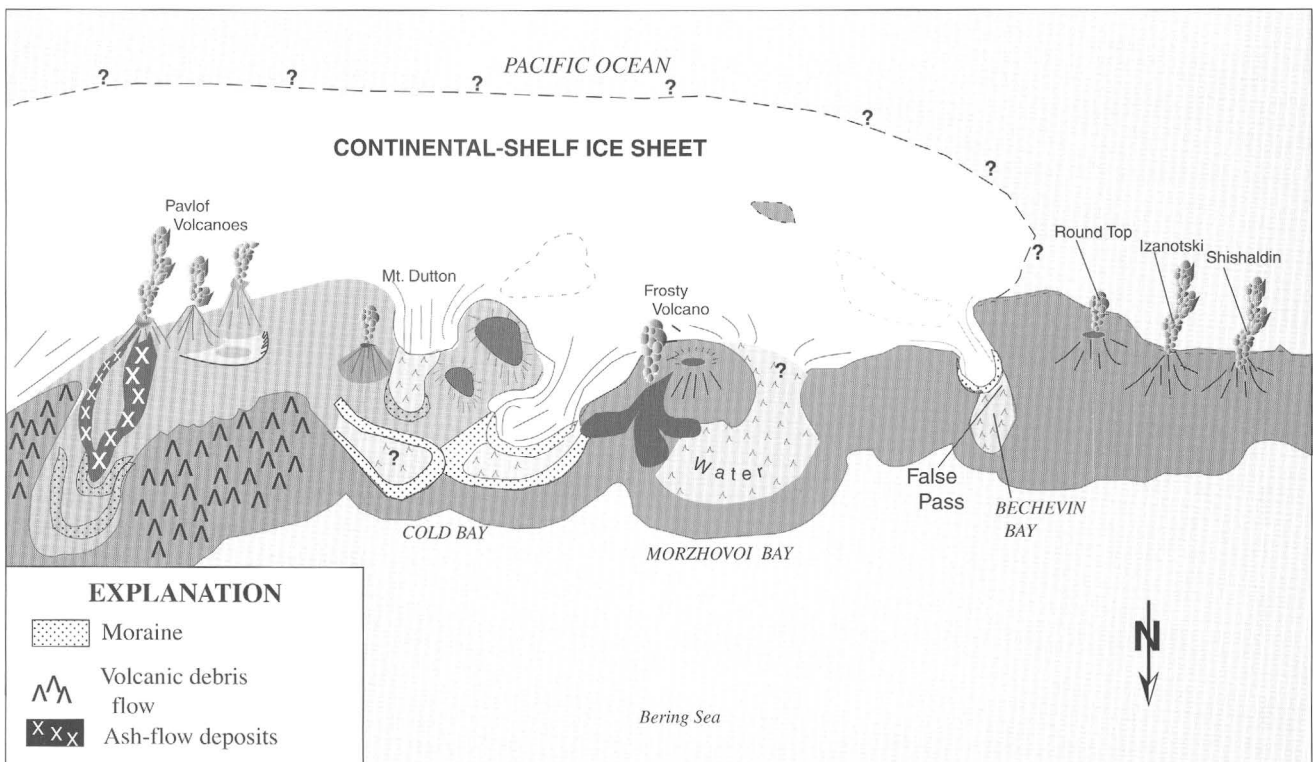 PACIFIC OCEAN
? ? ? ? ? ? ?
CONTINENTAL-SHELF ICE SHEET
Pavlof
Volcanoes
Mt. Dutton
Frosty
Volcano
Round Top
Izanotski
Shishaldin
X X X X X X X X X X
?
?
Water
False
Pass
BECHEVIN
BAY
COLD BAY
MORZHOVOI BAY
EXPLANATION
Moraine
Volcanic debris
flow
X X X Ash-flow deposits
Bering Sea
N